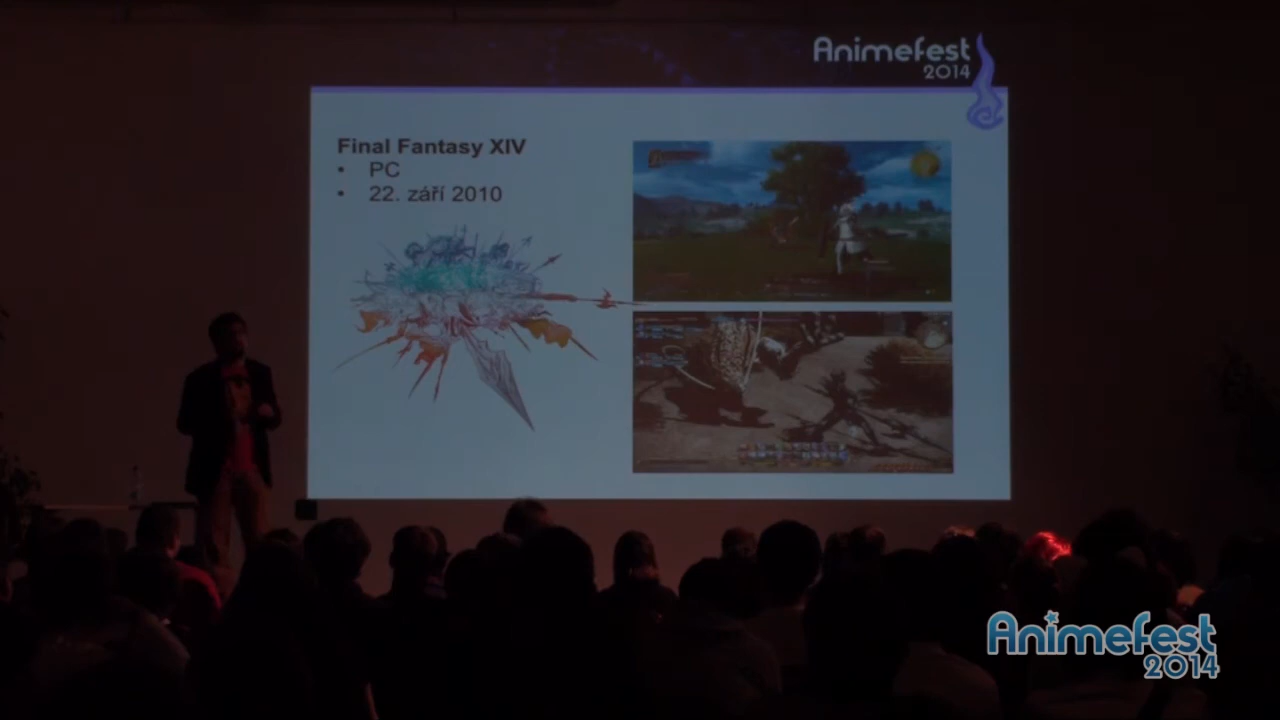 Animefest
2014
Final Fantasy XIV
• PC
• 22. září 2010
Animefest
2014